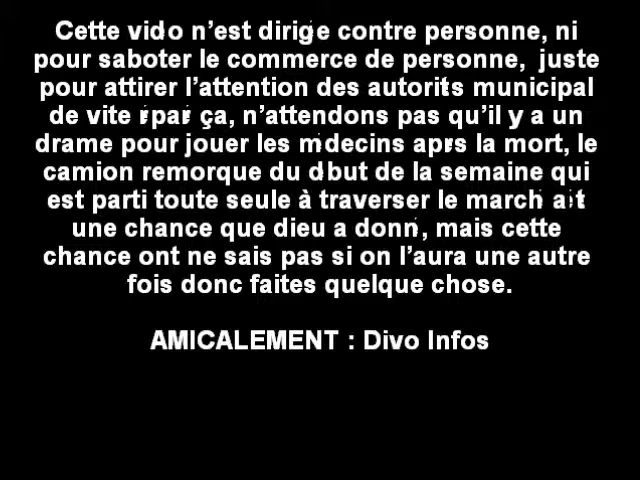 Cette vido n'est dirige contre personne, ni
pour saboter le commerce de personne, juste
pour attirer l'attention des autorits municipal
de vite rpar ça, n'attendons pas qu'il y a un
drame pour jouer les mdecins aprs la mort, le
camion remorque du dbut de la semaine qui
est parti toute seule à traverser le march ait
une chance que dieu a donn, mais cette
chance ont ne sais pas si on l'aura une autre
fois donc faites quelque chose.
AMICALEMENT : Divo Infos